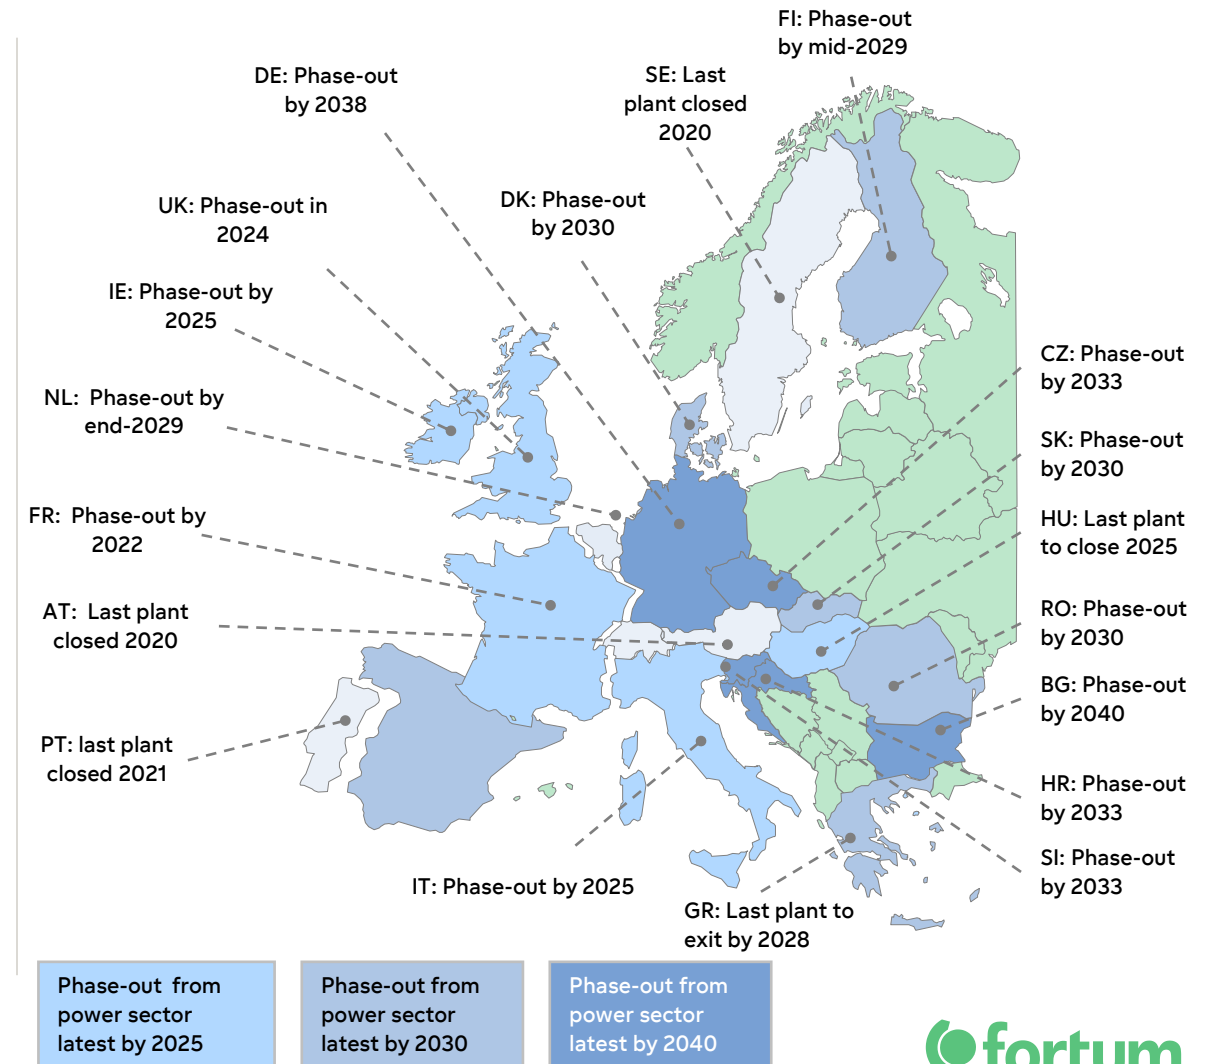 FI: Phase-out
by mid-2029
DE: Phase-out
by 2038
SE: Last
plant closed
2020
UK: Phase-out in
2024
DK: Phase-out
by 2030
IE: Phase-out by
2025
CZ: Phase-out
by 2033
NL:  Phase-out by
end-2029
SK: Phase-out
by 2030
FR:  Phase-out by
2022
HU: Last plant
to close 2025
AT:  Last plant
closed 2020
RO: Phase-out
by 2030
BG: Phase-out
by 2040
PT: last plant
closed 2021
HR: Phase-out
by 2033
SI: Phase-out
by 2033
IT: Phase-out by 2025
GR: Last plant to
exit by 2028
Phase-out  from
power sector
latest by 2025
Phase-out from
power sector
latest by 2030
Phase-out from
power sector
latest by 2040
fortum